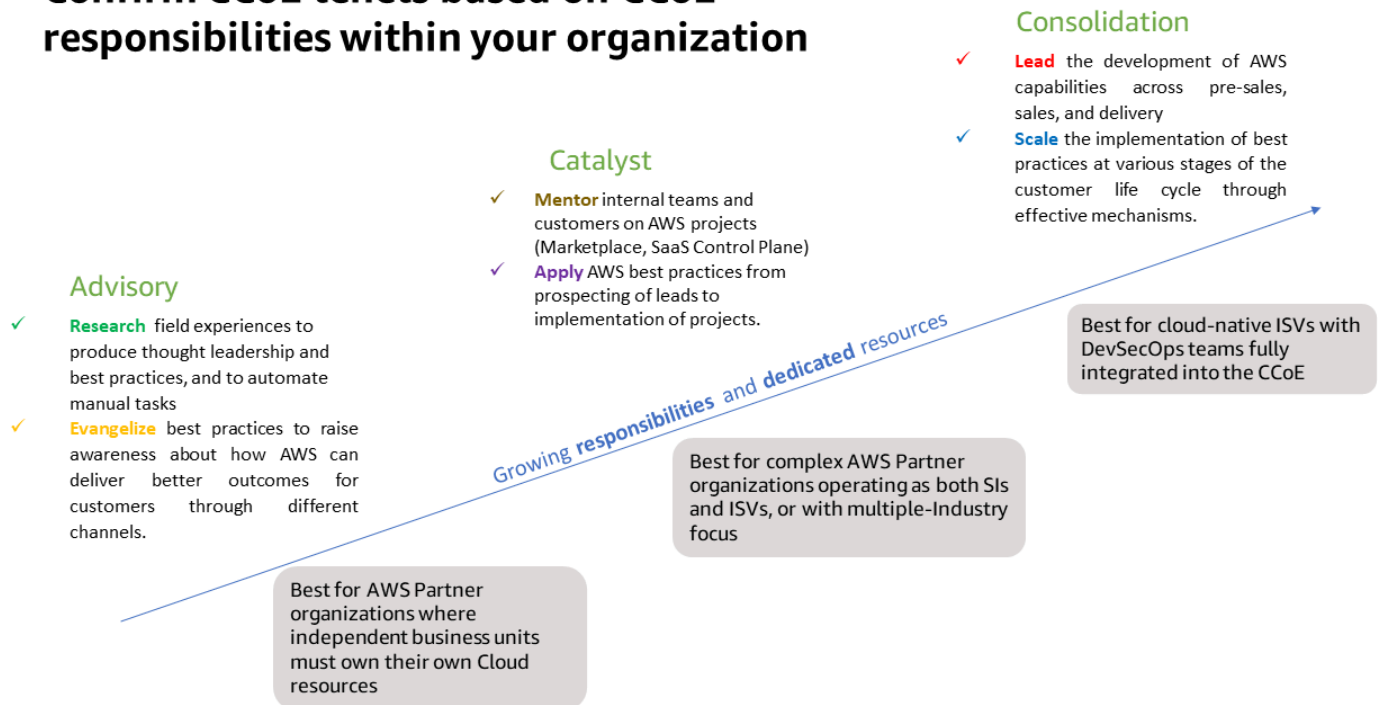 Confirm CCoE tenets based on CCoE
responsibilities within your organization
Consolidation
✓ Lead the development of AWS
capabilities across pre-sales,
sales, and delivery
✓ Scale the implementation of best
practices at various stages of the
customer life cycle through
effective mechanisms.
Catalyst
✓ Mentor internal teams and
customers on AWS projects
(Marketplace, SaaS Control Plane)
✓ Apply AWS best practices from
prospecting of leads to
implementation of projects.
Advisory
✓ Research field experiences to
produce thought leadership and
best practices, and to automate
manual tasks
✓ Evangelize best practices to raise
awareness about how AWS can
deliver better outcomes for
customers through different
channels.
Growing responsibilities and dedicated resources
Best for cloud-native ISVs with
DevSecOps teams fully
integrated into the CCoE
Best for complex AWS Partner
organizations operating as both SIs
and ISVs, or with multiple-Industry
focus
Best for AWS Partner
organizations where
independent business units
must own their own Cloud
resources